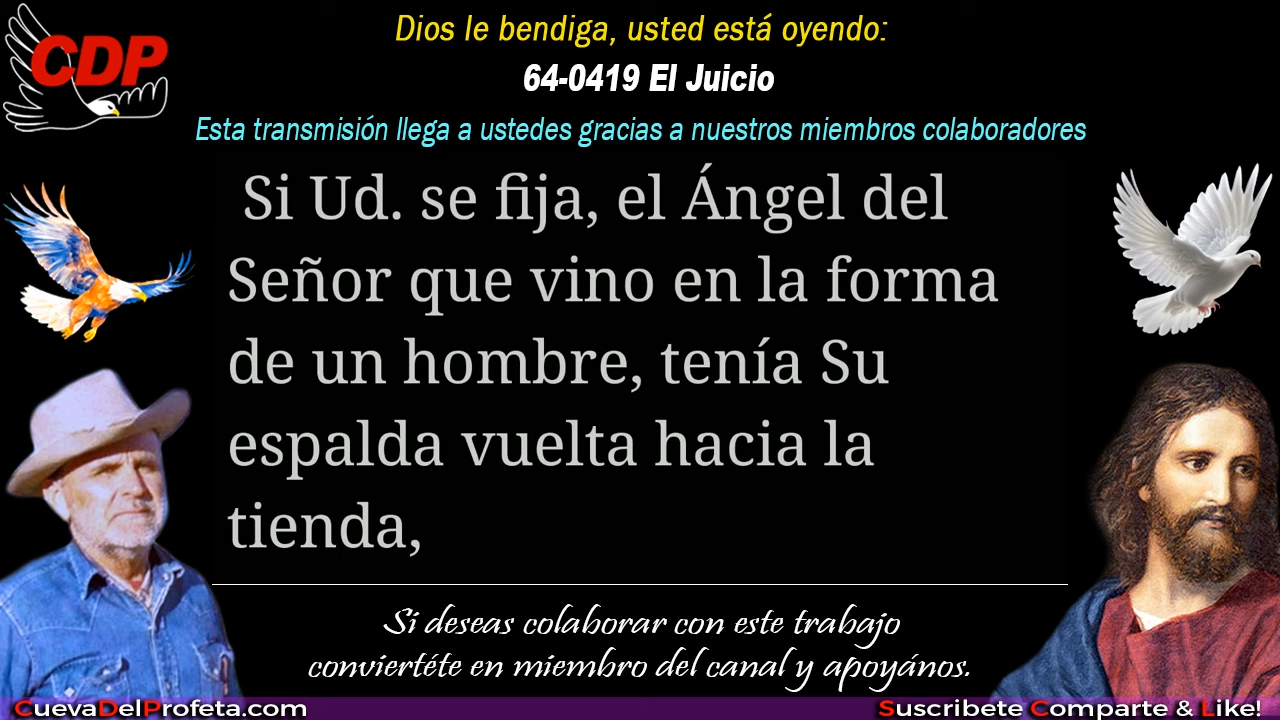 CDP
Dios le bendiga, usted está oyendo:
64-0419 El Juicio
Esta transmisión llega a ustedes gracias a nuestros miembros colaboradores
Si Ud. se fija, el Ángel del
Señor que vino en la forma
de un hombre, tenía Su
espalda vuelta hacia la
tienda,
Si deseas colaborar con este trabajo
conviertéte en miembro del canal y apoyános.
CuevaDelProfeta.com
Suscribete Comparte & Like!